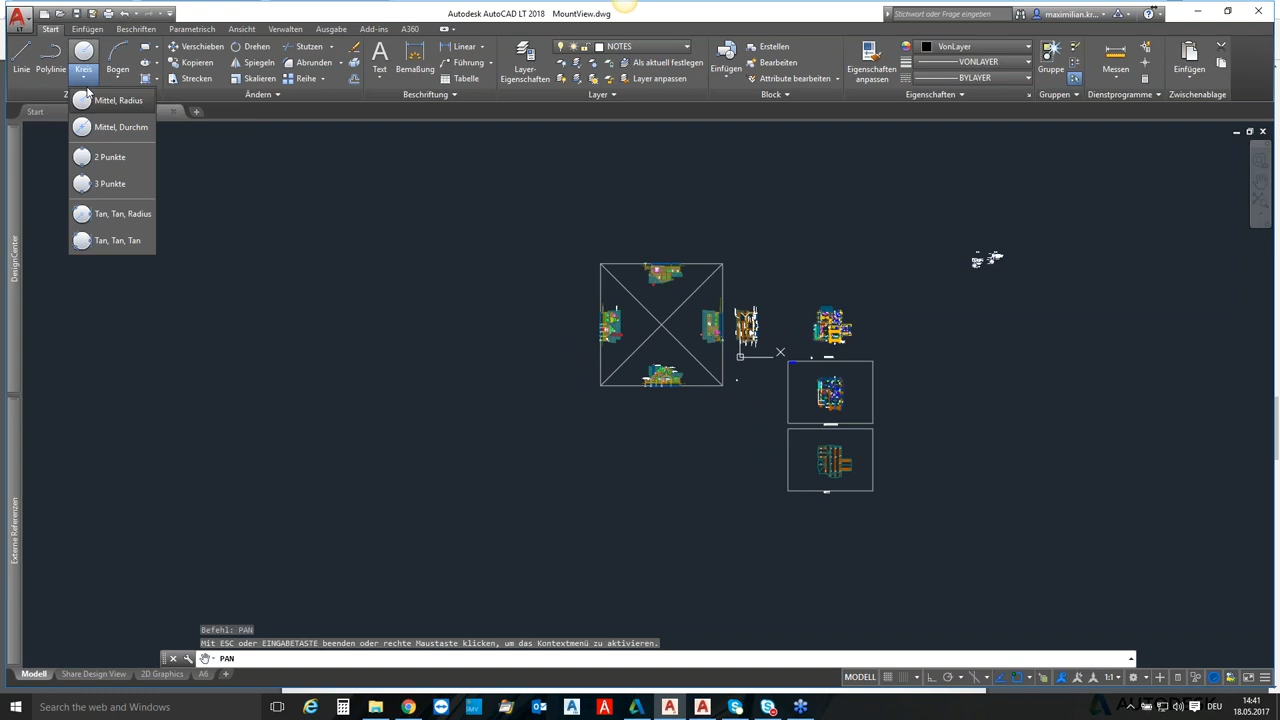 Autodesk AutoCAD LT 2018 MountView.dwg
Stichwort oder Frage eingeben
maximilian.kr...
Start Einfügen Beschriften Parametrisch Ansicht Verwalten Ausgabe Add-ins A360
Verschieben Drehen Stutzen Linear NOTES Erstellen VonLayer
Linie Polylinie Kreis Bogen Kopieren Spiegeln Abrunden Text Bemaßung Führung Layer-Eigenschaften Als aktuell festlegen Einfügen Bearbeiten Eigenschaften anpassen VONLAYER Gruppe Messen Einfügen
Strecken Skalieren Reihe Tabelle Layer anpassen Attribute bearbeiten BYLAYER
Ändern Beschriftung Layer Block Eigenschaften Gruppen Dienstprogramme Zwischenablage
Start
Mittel, Radius
Mittel, Durchm
2 Punkte
3 Punkte
Tan, Tan, Radius
Tan, Tan, Tan
DesignCenter
Externe Referenzen
Befehl: PAN
Mit ESC oder EINGABETASTE beenden oder rechte Maustaste klicken, um das Kontextmenü zu aktivieren.
PAN
Modell Share Design View 2D Graphics A6
MODELL 1:1
AUTODESK
Search the web and Windows
DEU
14:41
18.05.2017